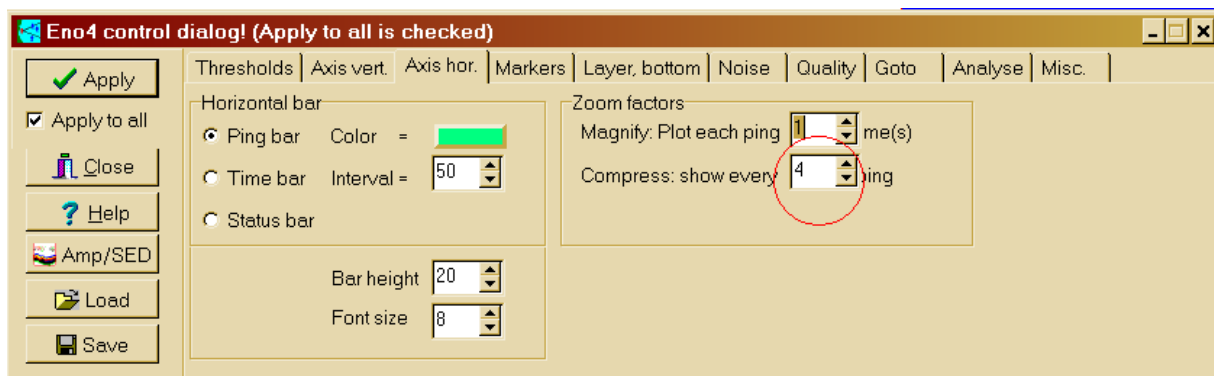 Eno4 control dialog! (Apply to all is checked)
Apply
Apply to all
Close
Help
Amp/SED
Load
Save
Thresholds Axis vert. Axis hor. Markers Layer, bottom Noise Quality Goto Analyse Misc.
Horizontal bar
Ping bar Color =
Time bar Interval = 50
Status bar
Bar height 20
Font size 8
Zoom factors
Magnify: Plot each ping 1 me(s)
Compress: show every 4 ping